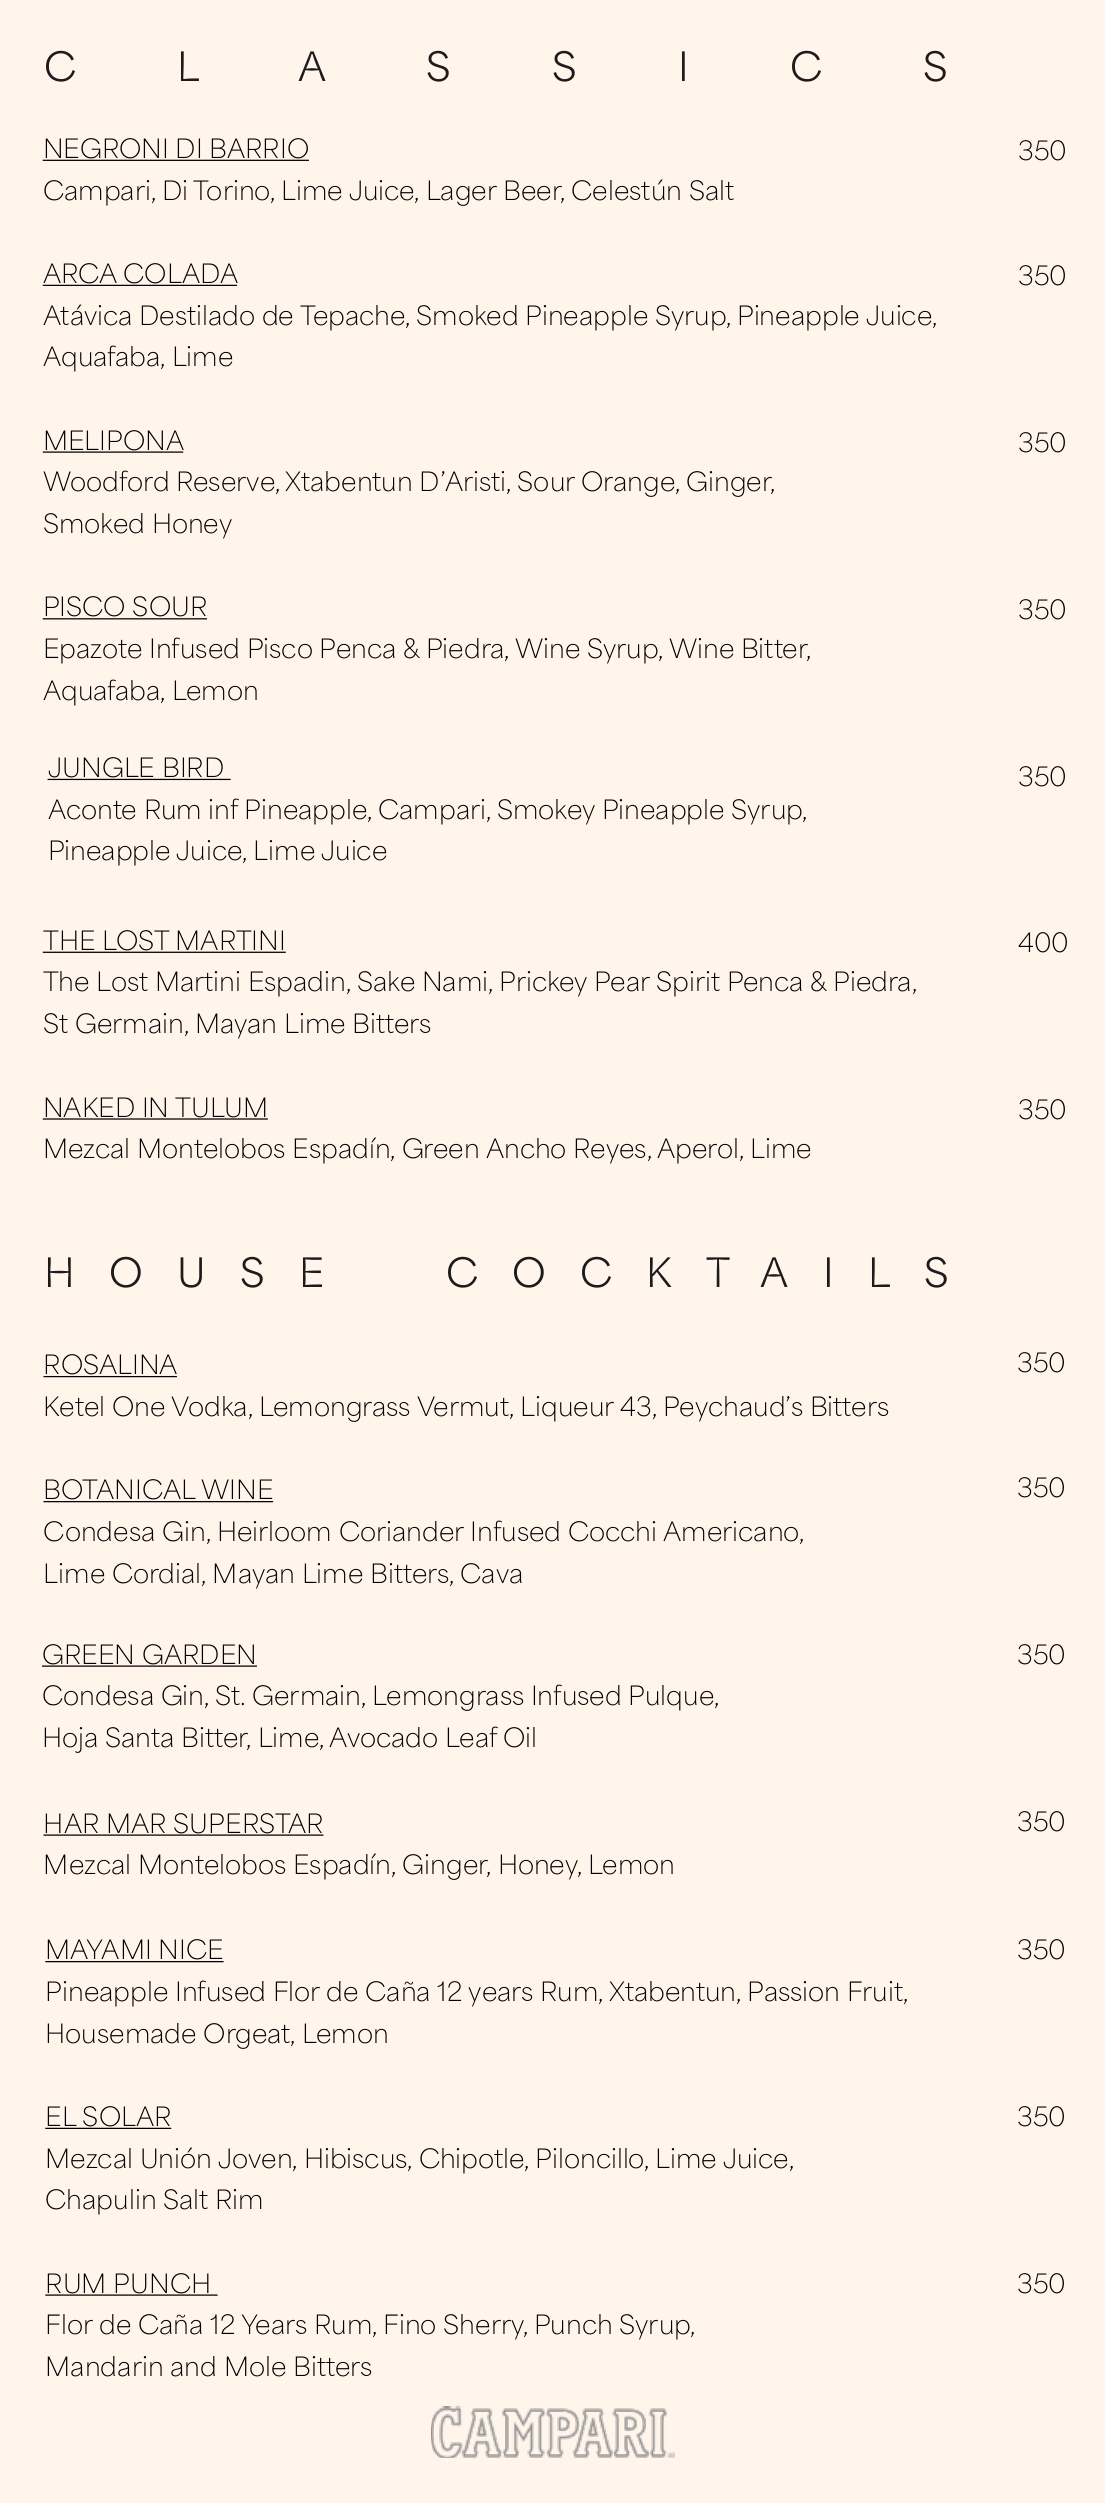 CLASSICS
NEGRONI DI BARRIO 350
Campari, Di Torino, Lime Juice, Lager Beer, Celestún Salt
ARCA COLADA 350
Atávica Destilado de Tepache, Smoked Pineapple Syrup, Pineapple Juice,
Aquafaba, Lime
MELIPONA 350
Woodford Reserve, Xtabentun D’Aristi, Sour Orange, Ginger,
Smoked Honey
PISCO SOUR 350
Epazote Infused Pisco Penca & Piedra, Wine Syrup, Wine Bitter,
Aquafaba, Lemon
JUNGLE BIRD 350
Aconte Rum inf Pineapple, Campari, Smokey Pineapple Syrup,
Pineapple Juice, Lime Juice
THE LOST MARTINI 400
The Lost Martini Espadin, Sake Nami, Prickey Pear Spirit Penca & Piedra,
St Germain, Mayan Lime Bitters
NAKED IN TULUM 350
Mezcal Montelobos Espadín, Green Ancho Reyes, Aperol, Lime
HOUSE COCKTAILS
ROSALINA 350
Ketel One Vodka, Lemongrass Vermut, Liqueur 43, Peychaud’s Bitters
BOTANICAL WINE 350
Condesa Gin, Heirloom Coriander Infused Cocchi Americano,
Lime Cordial, Mayan Lime Bitters, Cava
GREEN GARDEN 350
Condesa Gin, St. Germain, Lemongrass Infused Pulque,
Hoja Santa Bitter, Lime, Avocado Leaf Oil
HAR MAR SUPERSTAR 350
Mezcal Montelobos Espadín, Ginger, Honey, Lemon
MAYAMI NICE 350
Pineapple Infused Flor de Caña 12 years Rum, Xtabentun, Passion Fruit,
Housemade Orgeat, Lemon
EL SOLAR 350
Mezcal Unión Joven, Hibiscus, Chipotle, Piloncillo, Lime Juice,
Chapulin Salt Rim
RUM PUNCH 350
Flor de Caña 12 Years Rum, Fino Sherry, Punch Syrup,
Mandarin and Mole Bitters
CAMPARI